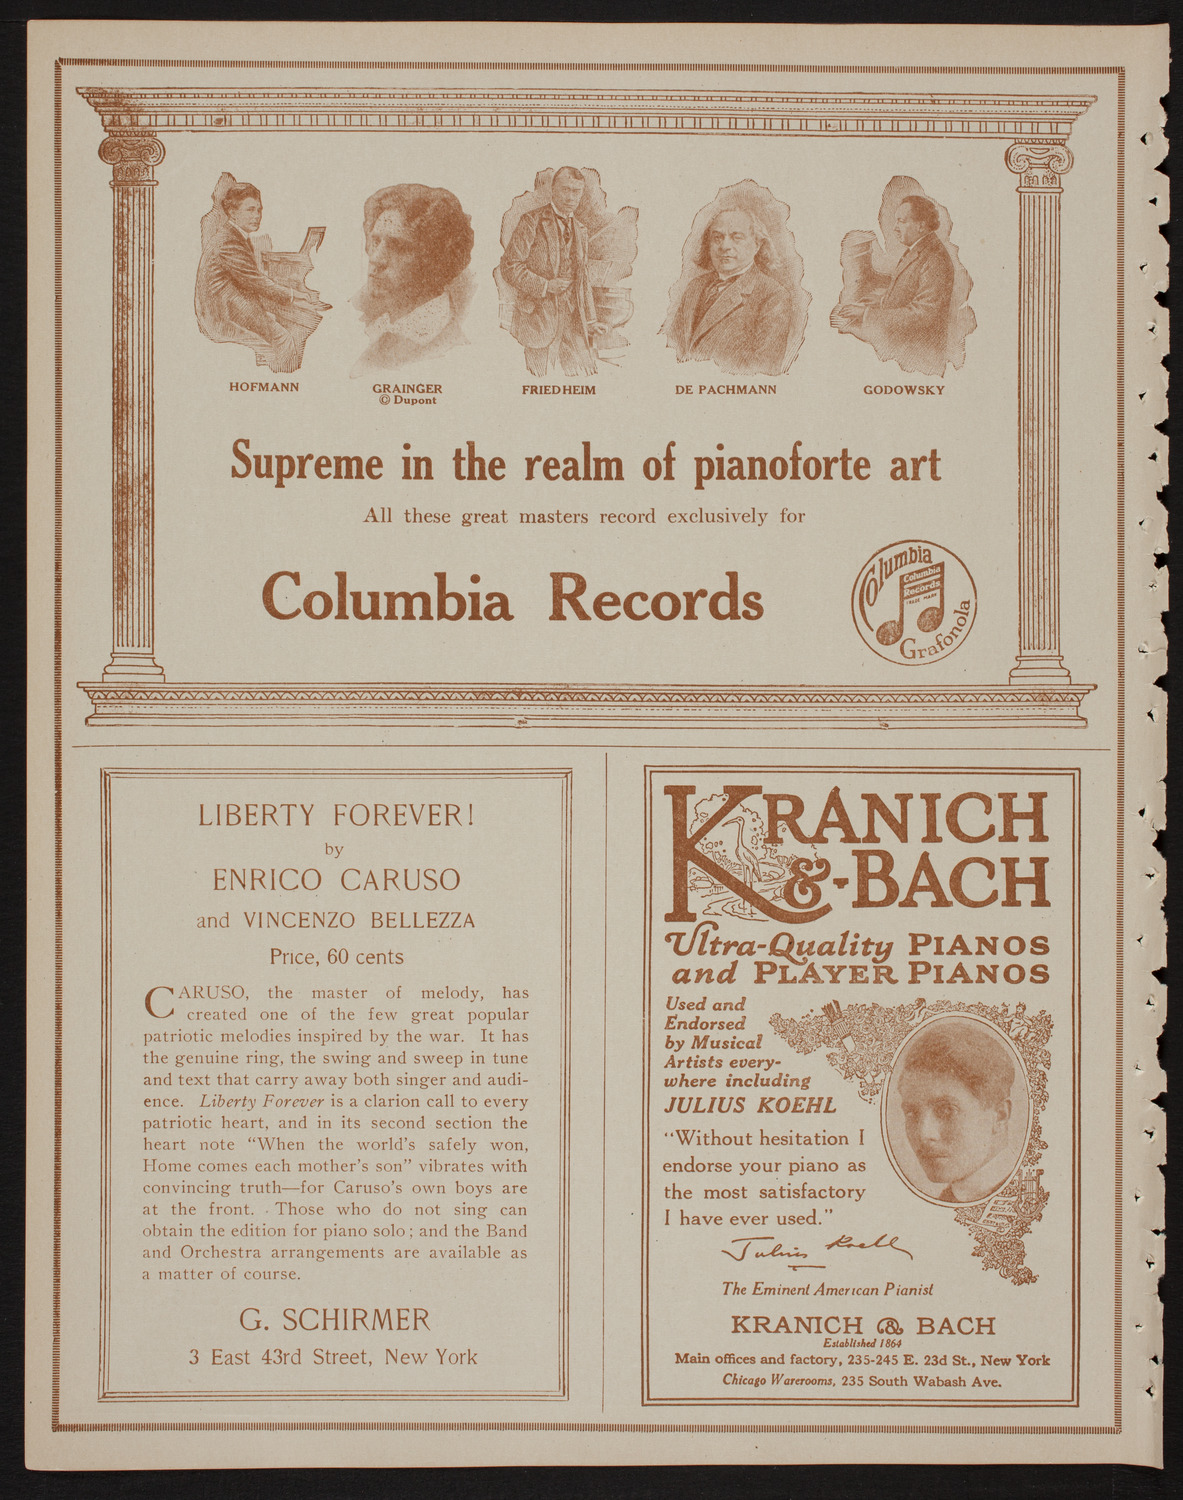 HOFMANN
GRAINGER
© Dupont
FRIEDHEIM
DE PACHMANN
GODOWSKY
Supreme in the realm of pianoforte art
All these great masters record exclusively for
Columbia Records
Columbia
Columbia
Records
TRADE MARK
Grafonola
LIBERTY FOREVER!
by
ENRICO CARUSO
and VINCENZO BELLEZZA
Price, 60 cents
CARUSO, the master of melody, has
created one of the few great popular
patriotic melodies inspired by the war. It has
the genuine ring, the swing and sweep in tune
and text that carry away both singer and audi-
ence. Liberty Forever is a clarion call to every
patriotic heart, and in its second section the
heart note "When the world's safely won,
Home comes each mother's son" vibrates with
convincing truth—for Caruso's own boys are
at the front. Those who do not sing can
obtain the edition for piano solo; and the Band
and Orchestra arrangements are available as
a matter of course.
G. SCHIRMER
3 East 43rd Street, New York
KRANICH
&-BACH
Ultra-Quality PIANOS
and PLAYER PIANOS
Used and
Endorsed
by Musical
Artists every-
where including
JULIUS KOEHL
"Without hesitation I
endorse your piano as
the most satisfactory
I have ever used."
Julius Koehl
The Eminent American Pianist
KRANICH & BACH
Established 1864
Main offices and factory, 235-245 E. 23d St., New York
Chicago Warerooms, 235 South Wabash Ave.